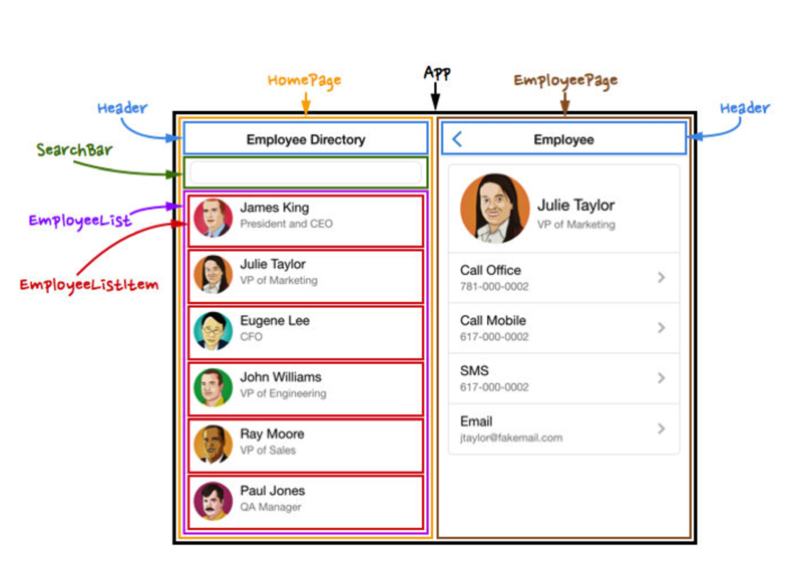 HomePage
App
EmployeePage
Header
Header
SearchBar
EmployeeList
EmployeeListItem
Employee Directory
James King
President and CEO
Julie Taylor
VP of Marketing
Eugene Lee
CFO
John Williams
VP of Engineering
Ray Moore
VP of Sales
Paul Jones
QA Manager
Employee
Julie Taylor
VP of Marketing
Call Office
781-000-0002
Call Mobile
617-000-0002
SMS
617-000-0002
Email
jtaylor@fakemail.com